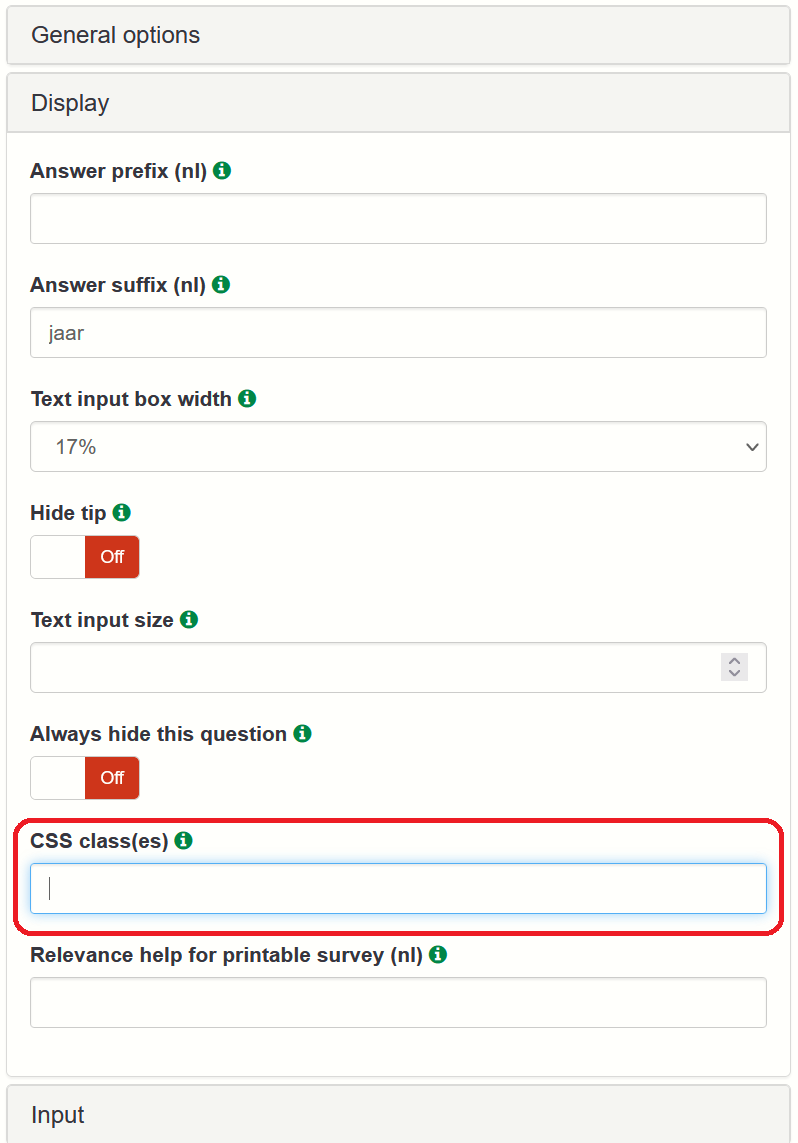 General options
Display
Answer prefix (nl)
Answer suffix (nl)
jaar
Text input box width
17%
Hide tip
Off
Text input size
Always hide this question
Off
CSS class(es)
Relevance help for printable survey (nl)
Input